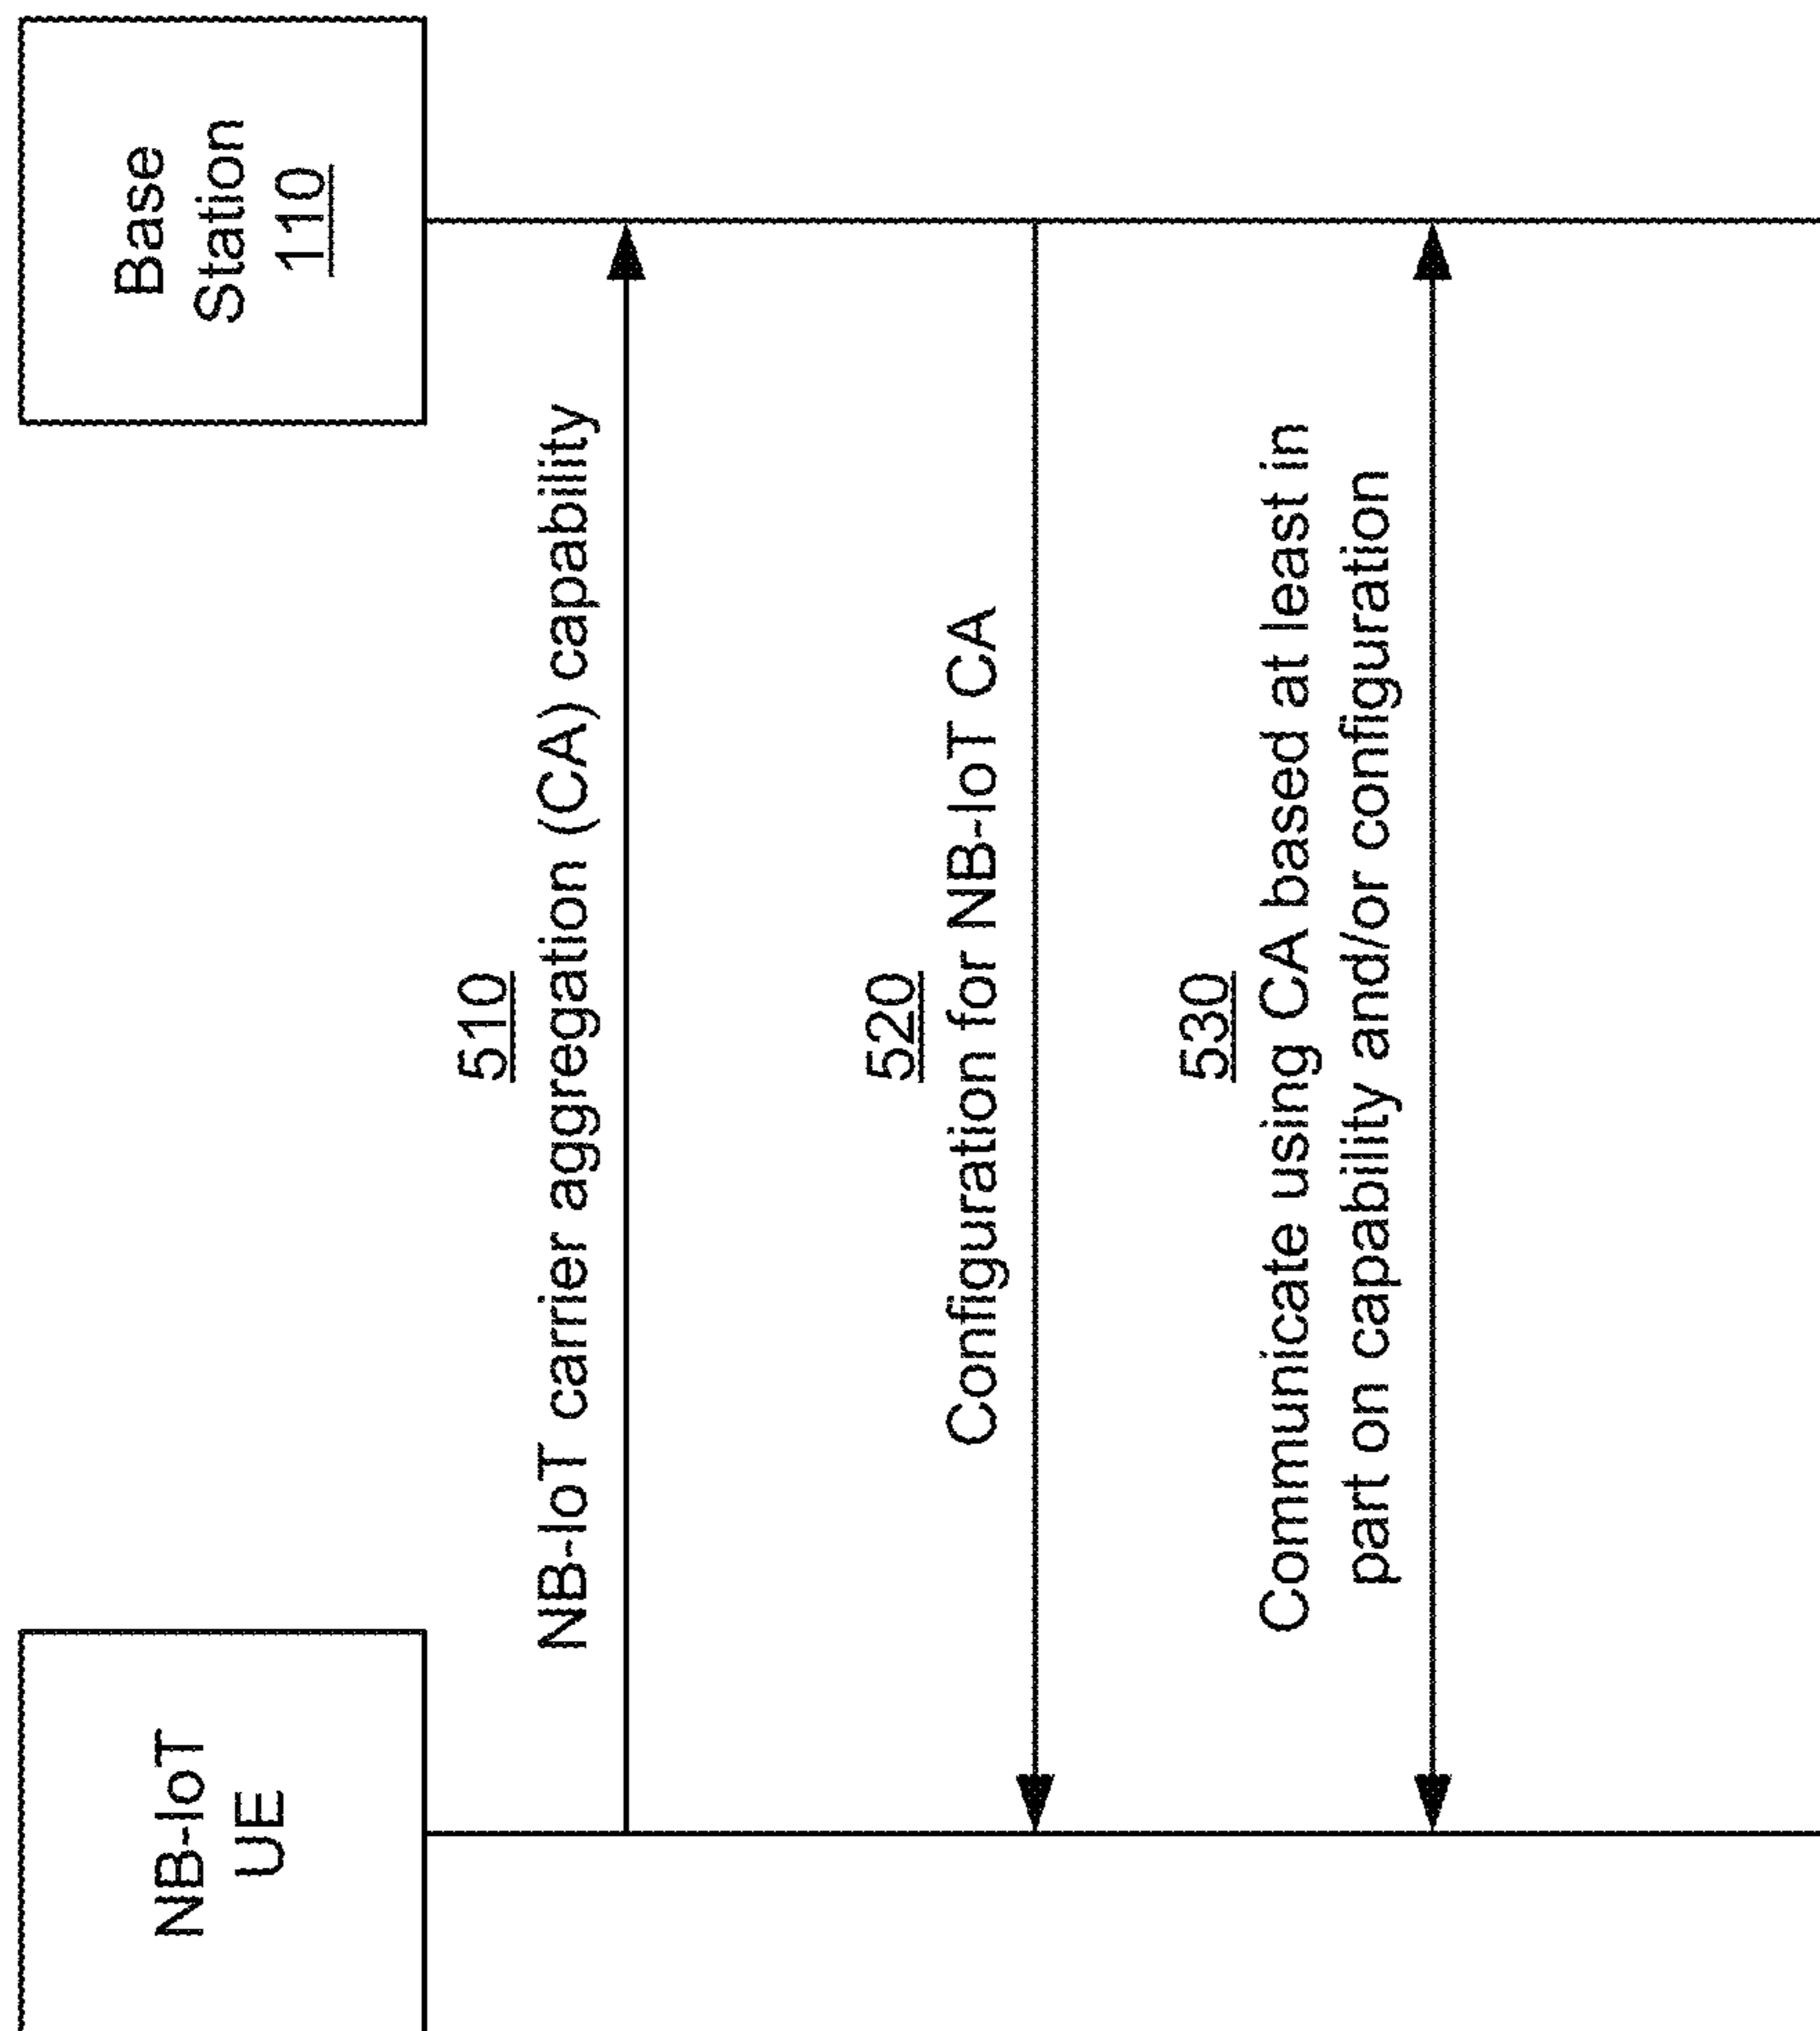 NB-IoT
UE
Base
Station
110
510
NB-IoT carrier aggregation (CA) capability
520
Configuration for NB-IoT CA
530
Communicate using CA based at least in
part on capability and/or configuration